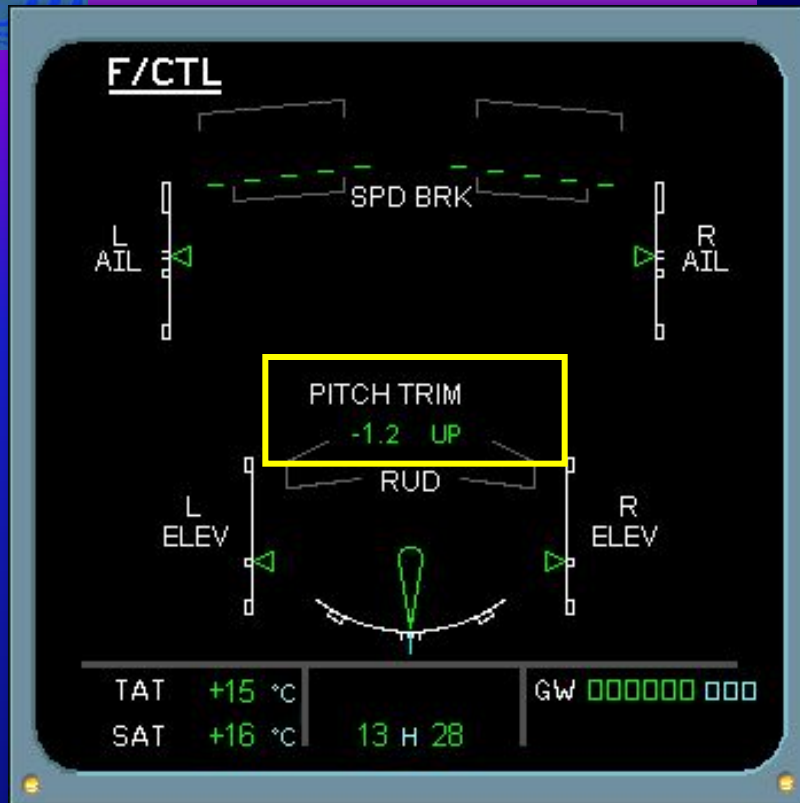 F/CTL
SPD BRK
L R
AIL AIL
PITCH TRIM
-1.2 UP
RUD
L R
ELEV ELEV
TAT +15 °C GW
SAT +16 °C 13 H 28